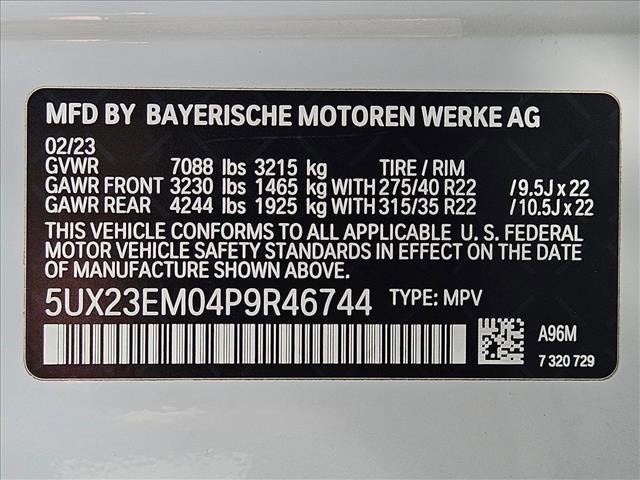 MFD BY BAYERISCHE MOTOREN WERKE AG
02/23
GVWR 7088 lbs 3215 kg TIRE / RIM
GAWR FRONT 3230 lbs 1465 kg WITH 275/40 R22 / 9.5J x 22
GAWR REAR 4244 lbs 1925 kg WITH 315/35 R22 / 10.5J x 22
THIS VEHICLE CONFORMS TO ALL APPLICABLE U. S. FEDERAL
MOTOR VEHICLE SAFETY STANDARDS IN EFFECT ON THE
DATE OF MANUFACTURE SHOWN ABOVE.
5UX23EM04P9R46744 TYPE: MPV
A96M
7 320 729